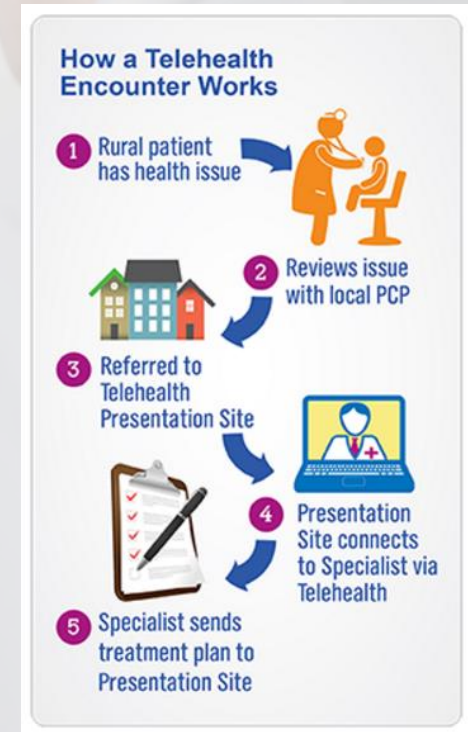 How a Telehealth
Encounter Works
1 Rural patient
has health issue
2 Reviews issue
with local PCP
3 Referred to
Telehealth
Presentation Site
4 Presentation
Site connects
to Specialist via
Telehealth
5 Specialist sends
treatment plan to
Presentation Site